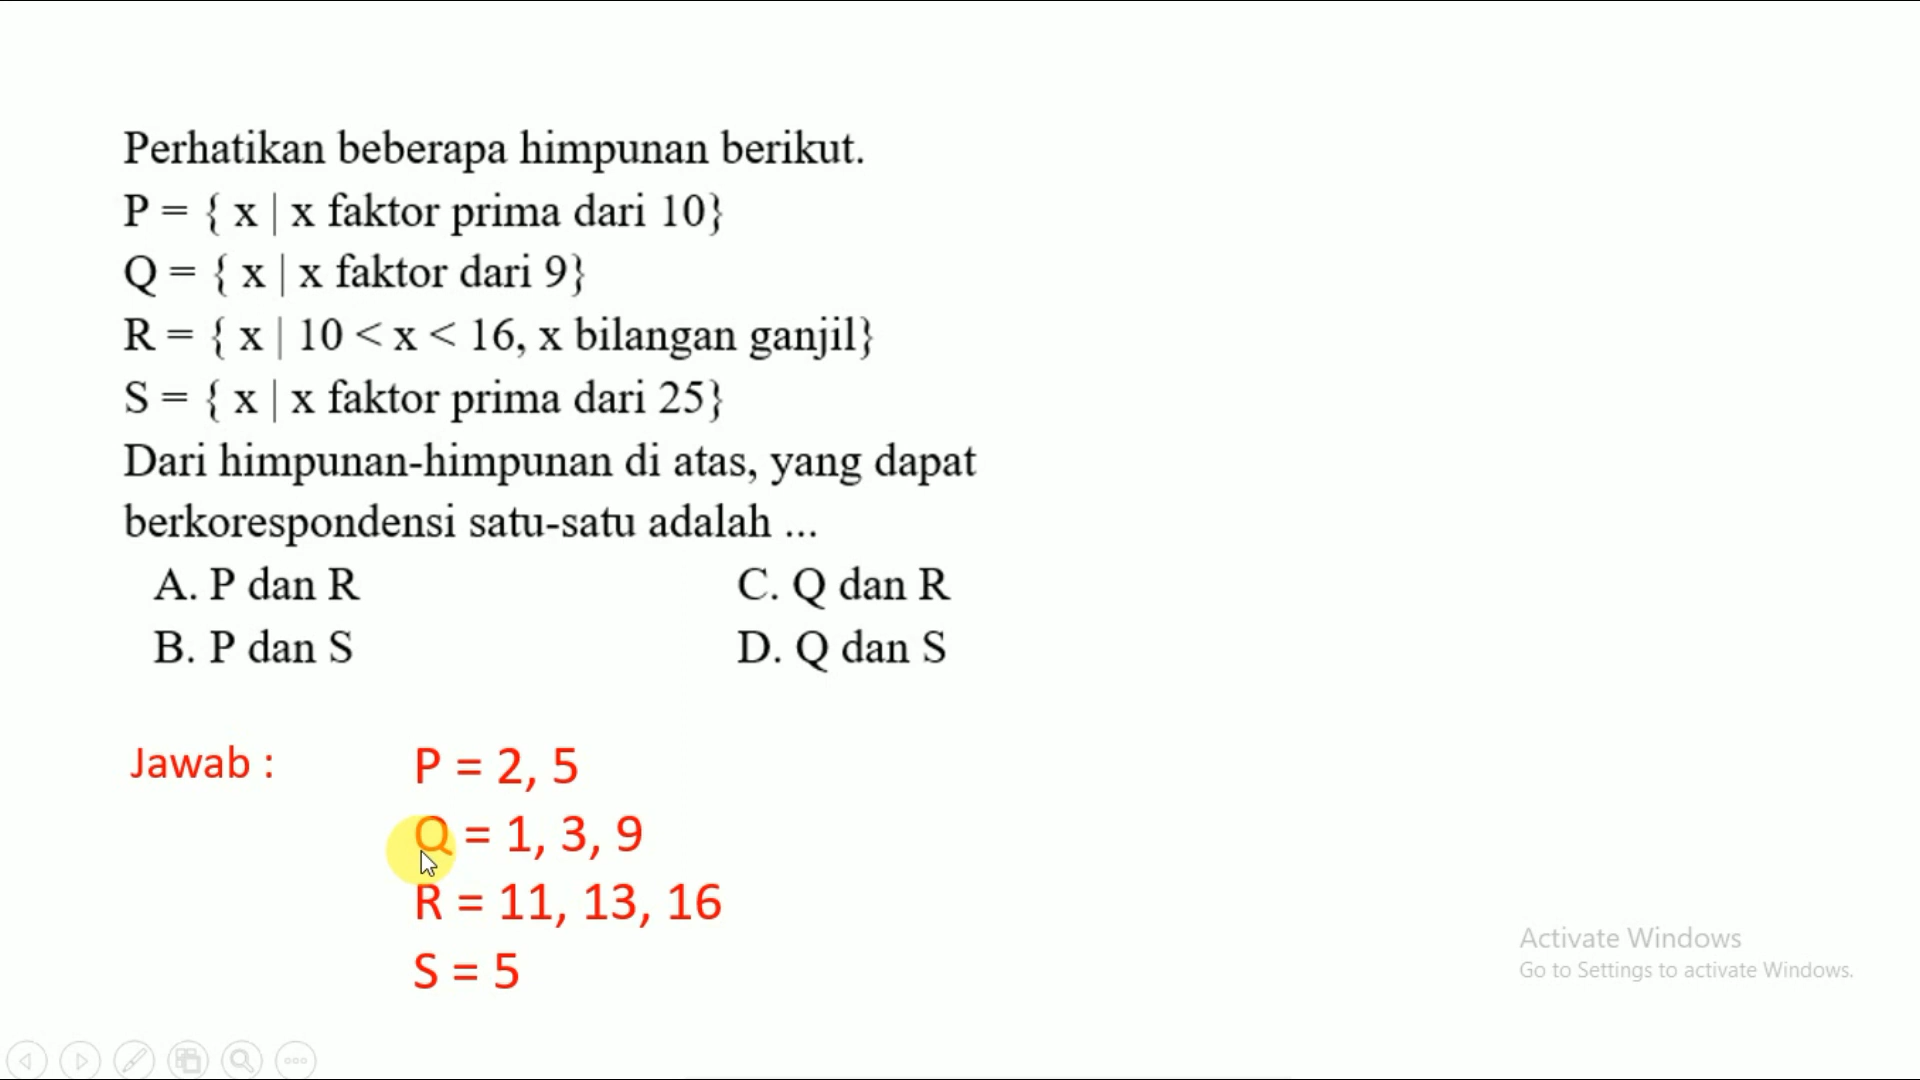 Perhatikan beberapa himpunan berikut.
P = { x | x faktor prima dari 10}
Q = { x | x faktor dari 9}
R = { x | 10 < x < 16, x bilangan ganjil}
S = { x | x faktor prima dari 25}
Dari himpunan-himpunan di atas, yang dapat
berkorespondensi satu-satu adalah ...
A. P dan R
C. Q dan R
B. P dan S
D. Q dan S
Jawab :
P = 2, 5
Q = 1, 3, 9
R = 11, 13, 16
S = 5
Activate Windows
Go to Settings to activate Windows.